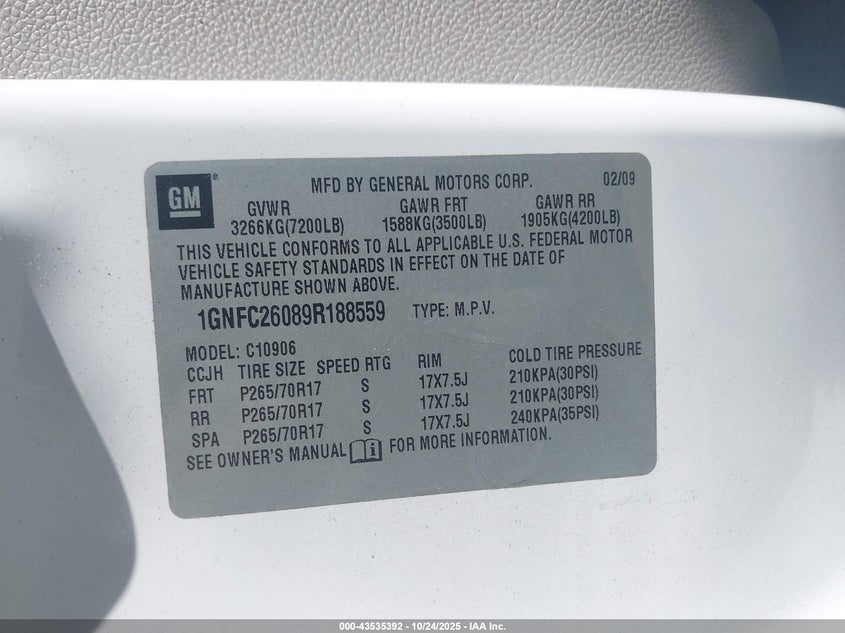 GM ®
MFD BY GENERAL MOTORS CORP. 02/09
GVWR GAWR FRT GAWR RR
3266KG(7200LB) 1588KG(3500LB) 1905KG(4200LB)
THIS VEHICLE CONFORMS TO ALL APPLICABLE U.S. FEDERAL MOTOR
VEHICLE SAFETY STANDARDS IN EFFECT ON THE DATE OF
MANUFACTURE SHOWN ABOVE.
1GNFC26089R188559 TYPE: M.P.V.
MODEL: C10906
CCJH TIRE SIZE SPEED RTG RIM COLD TIRE PRESSURE
FRT P265/70R17 S 17X7.5J 210KPA(30PSI)
RR P265/70R17 S 17X7.5J 210KPA(30PSI)
SPA P265/70R17 S 17X7.5J 240KPA(35PSI)
SEE OWNER'S MANUAL FOR MORE INFORMATION.
000-43535392 - 10/24/2025 - IAA Inc.